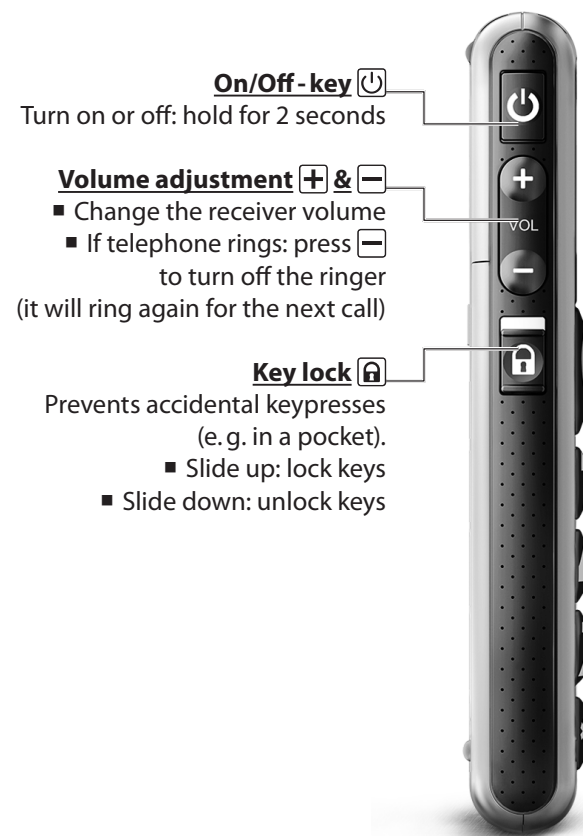 On/Off - key
Turn on or off: hold for 2 seconds
Volume adjustment + & −
▪ Change the receiver volume
▪ If telephone rings: press −
to turn off the ringer
(it will ring again for the next call)
+
VOL
−
Key lock
Prevents accidental keypresses
(e. g. in a pocket).
▪ Slide up: lock keys
▪ Slide down: unlock keys